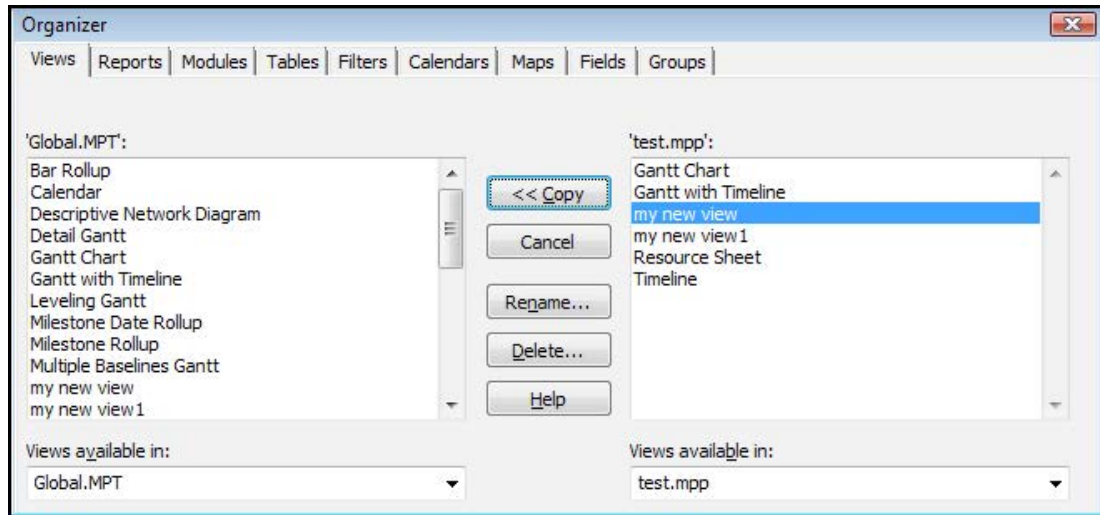 Organizer
Views Reports Modules Tables Filters Calendars Maps Fields Groups
'Global.MPT':
Bar Rollup
Calendar
Descriptive Network Diagram
Detail Gantt
Gantt Chart
Gantt with Timeline
Leveling Gantt
Milestone Date Rollup
Milestone Rollup
Multiple Baselines Gantt
my new view
my new view1
<< Copy
Cancel
Rename...
Delete...
Help
'test.mpp':
Gantt Chart
Gantt with Timeline
my new view
my new view1
Resource Sheet
Timeline
Views available in:
Global.MPT
Views available in:
test.mpp